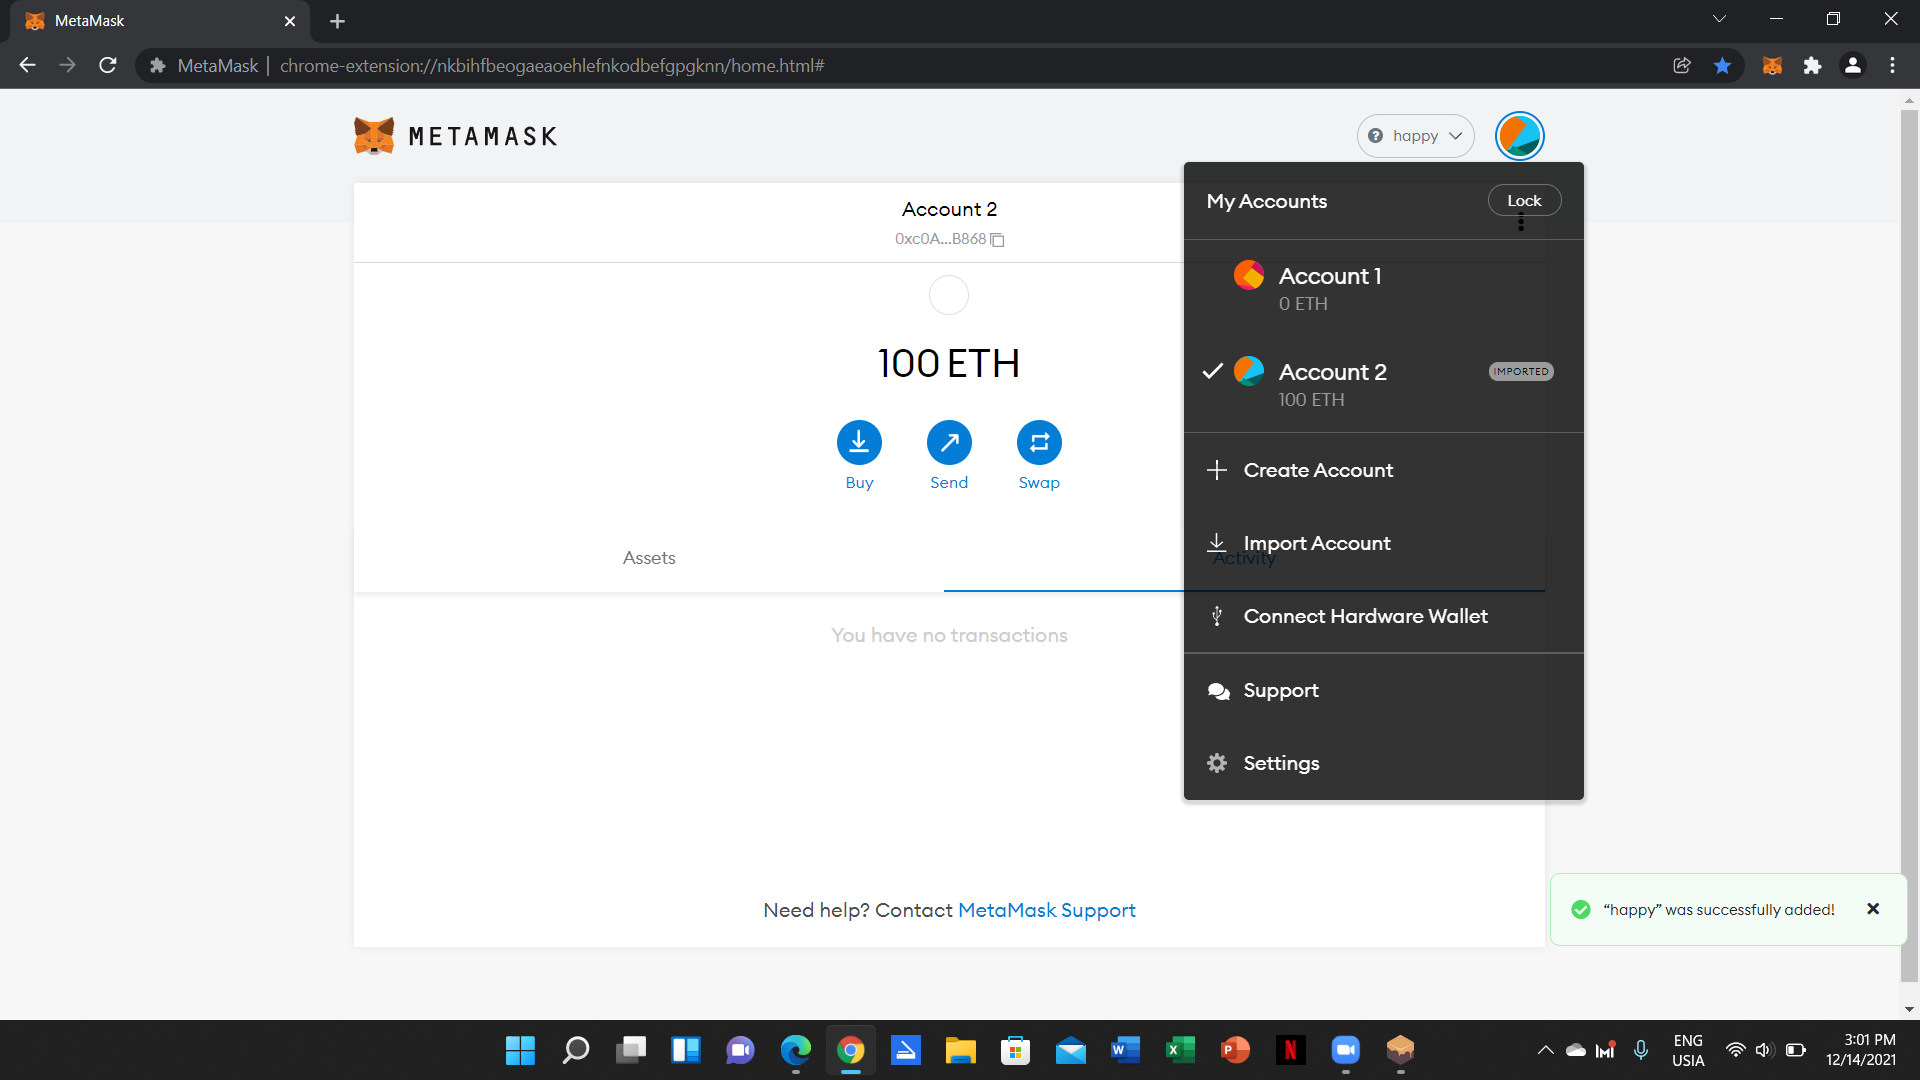 MetaMask
MetaMask | chrome-extension://nkbihfbeogaeaoehlefnkodbefgpgknn/home.html#
METAMASK
happy
My Accounts
Lock
Account 2
0xc0A...B868
Account 1
0 ETH
100 ETH
Account 2
IMPORTED
100 ETH
Buy
Send
Swap
Create Account
Import Account
Assets
Activity
Connect Hardware Wallet
You have no transactions
Support
Settings
Need help? Contact MetaMask Support
“happy” was successfully added!
ENG
USIA
3:01 PM
12/14/2021